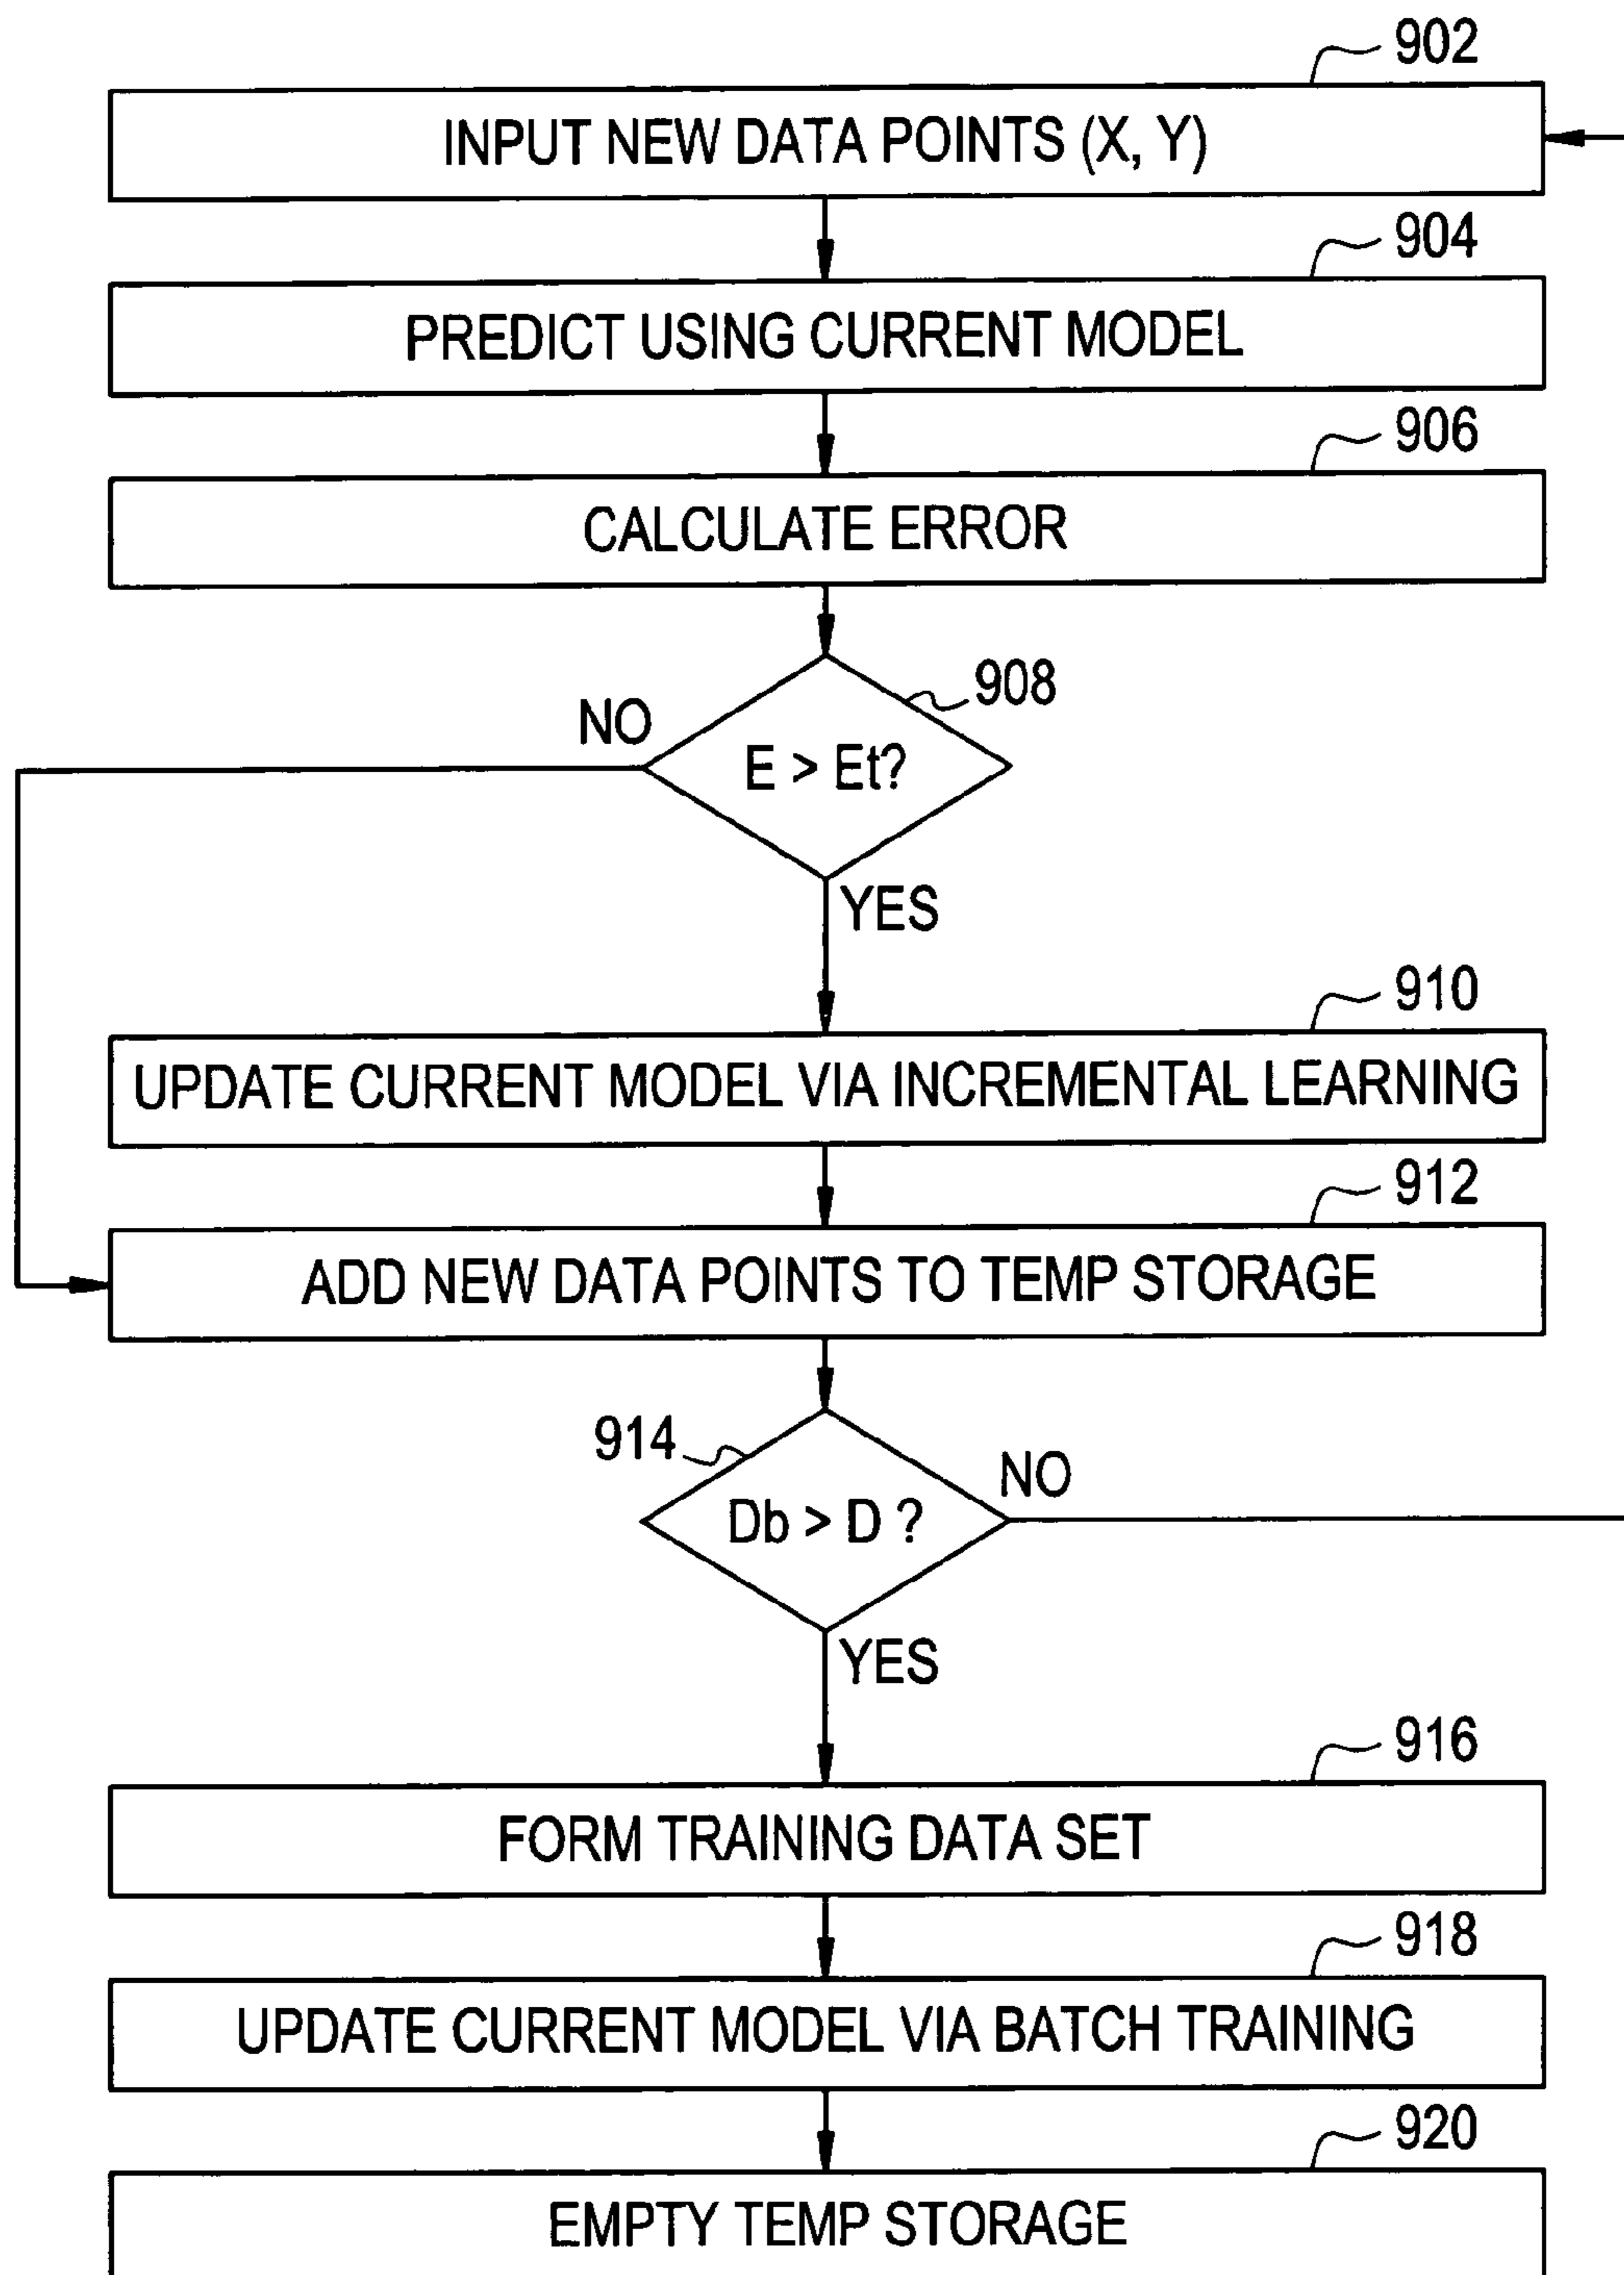 902
INPUT NEW DATA POINTS (X, Y)
904
PREDICT USING CURRENT MODEL
906
CALCULATE ERROR
908
NO
E > Et?
YES
910
UPDATE CURRENT MODEL VIA INCREMENTAL LEARNING
912
ADD NEW DATA POINTS TO TEMP STORAGE
914
NO
Db > D ?
YES
916
FORM TRAINING DATA SET
918
UPDATE CURRENT MODEL VIA BATCH TRAINING
920
EMPTY TEMP STORAGE